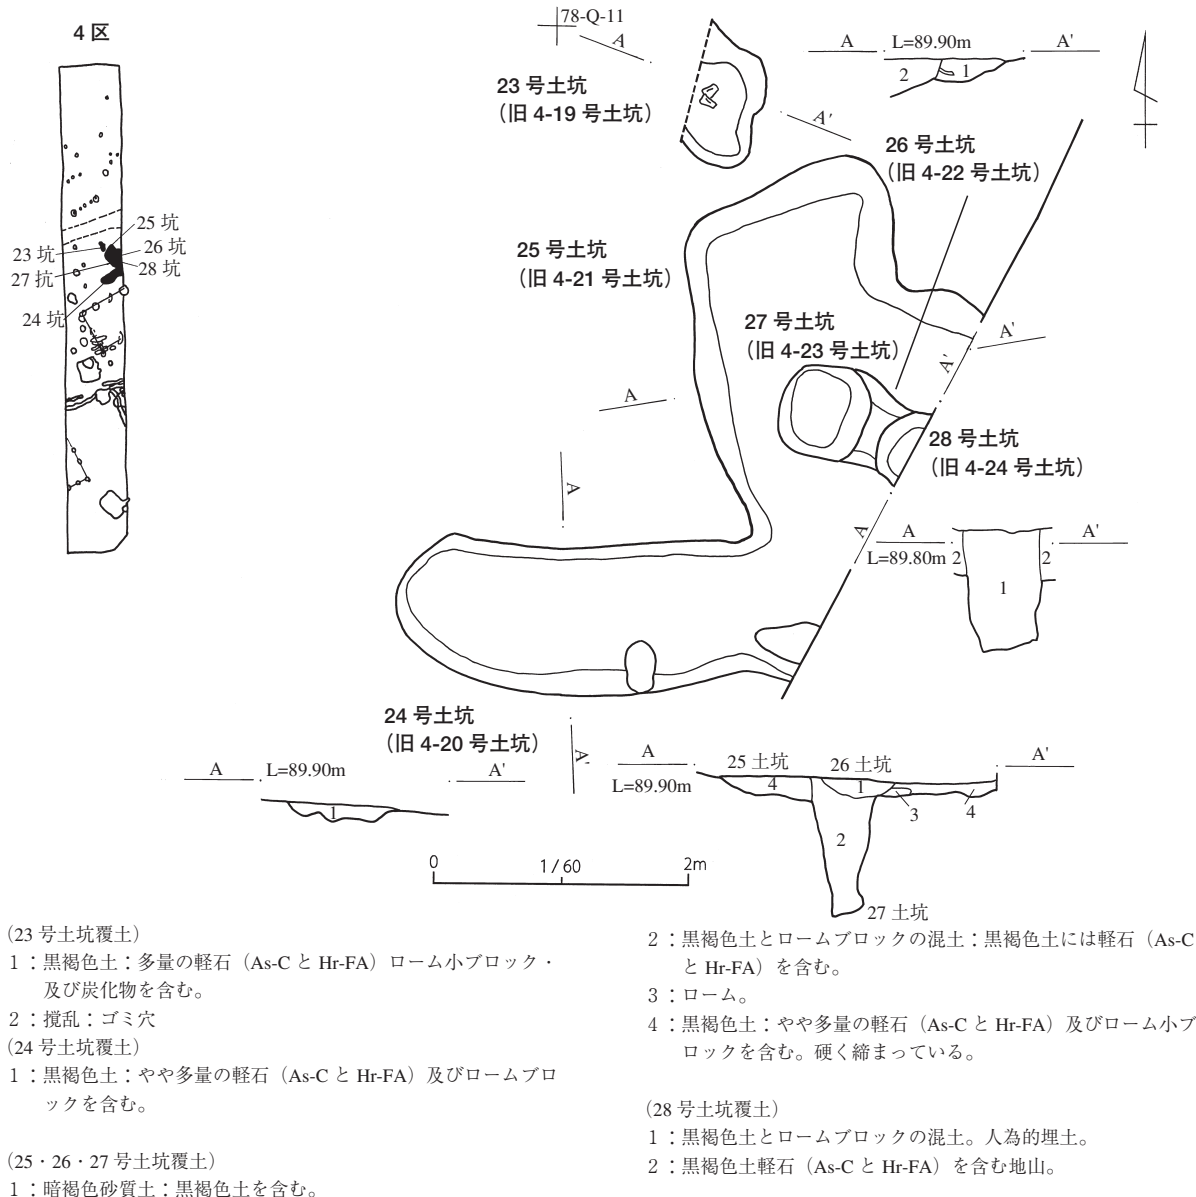 4 区
25 坑
26 坑
23 坑
28 坑
27 抗
24 坑
78-Q-11
A
23 号土坑
（旧 4-19 号土坑）
A'
A
L=89.90m
A'
2
1
26 号土坑
（旧 4-22 号土坑）
25 号土坑
（旧 4-21 号土坑）
27 号土坑
（旧 4-23 号土坑）
A'
A'
A
28 号土坑
（旧 4-24 号土坑）
A
A
A
L=89.80m
A'
2
2
1
24 号土坑
（旧 4-20 号土坑）
A'
A
L=89.90m
A'
1
A
L=89.90m
25 土坑
26 土坑
A'
4
1
3
4
2
27 土坑
0
1/60
2m
（23 号土坑覆土）
1：黒褐色土：多量の軽石（As-C と Hr-FA）ローム小ブロック・
及び炭化物を含む。
2：攪乱：ゴミ穴
（24 号土坑覆土）
1：黒褐色土：やや多量の軽石（As-C と Hr-FA）及びロームブロ
ックを含む。
（25・26・27 号土坑覆土）
1：暗褐色砂質土：黒褐色土を含む。
2：黒褐色土とロームブロックの混土：黒褐色土には軽石（As-C
と Hr-FA）を含む。
3：ローム。
4：黒褐色土：やや多量の軽石（As-C と Hr-FA）及びローム小ブ
ロックを含む。硬く締まっている。
（28 号土坑覆土）
1：黒褐色土とロームブロックの混土。人為的埋土。
2：黒褐色土軽石（As-C と Hr-FA）を含む地山。